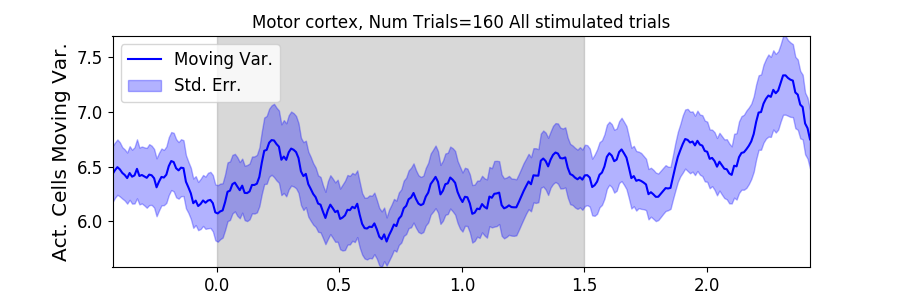 Motor cortex, Num Trials=160 All stimulated trials
Act. Cells Moving Var.
7.5
7.0
6.5
6.0
Moving Var.
Std. Err.
0.0 0.5 1.0 1.5 2.0